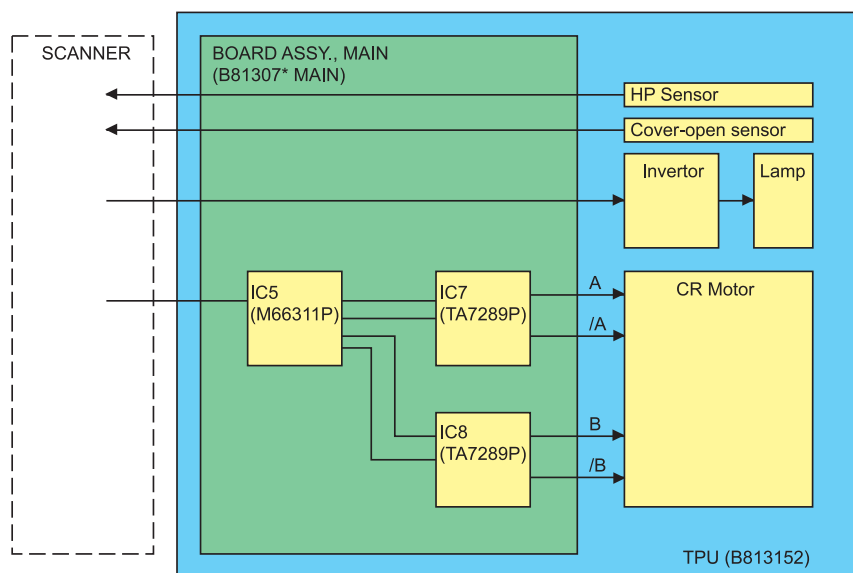 SCANNER
BOARD ASSY., MAIN
(B81307* MAIN)
HP Sensor
Cover-open sensor
Invertor
Lamp
IC5
(M66311P)
IC7
(TA7289P)
A
/A
CR Motor
IC8
(TA7289P)
B
/B
TPU (B813152)